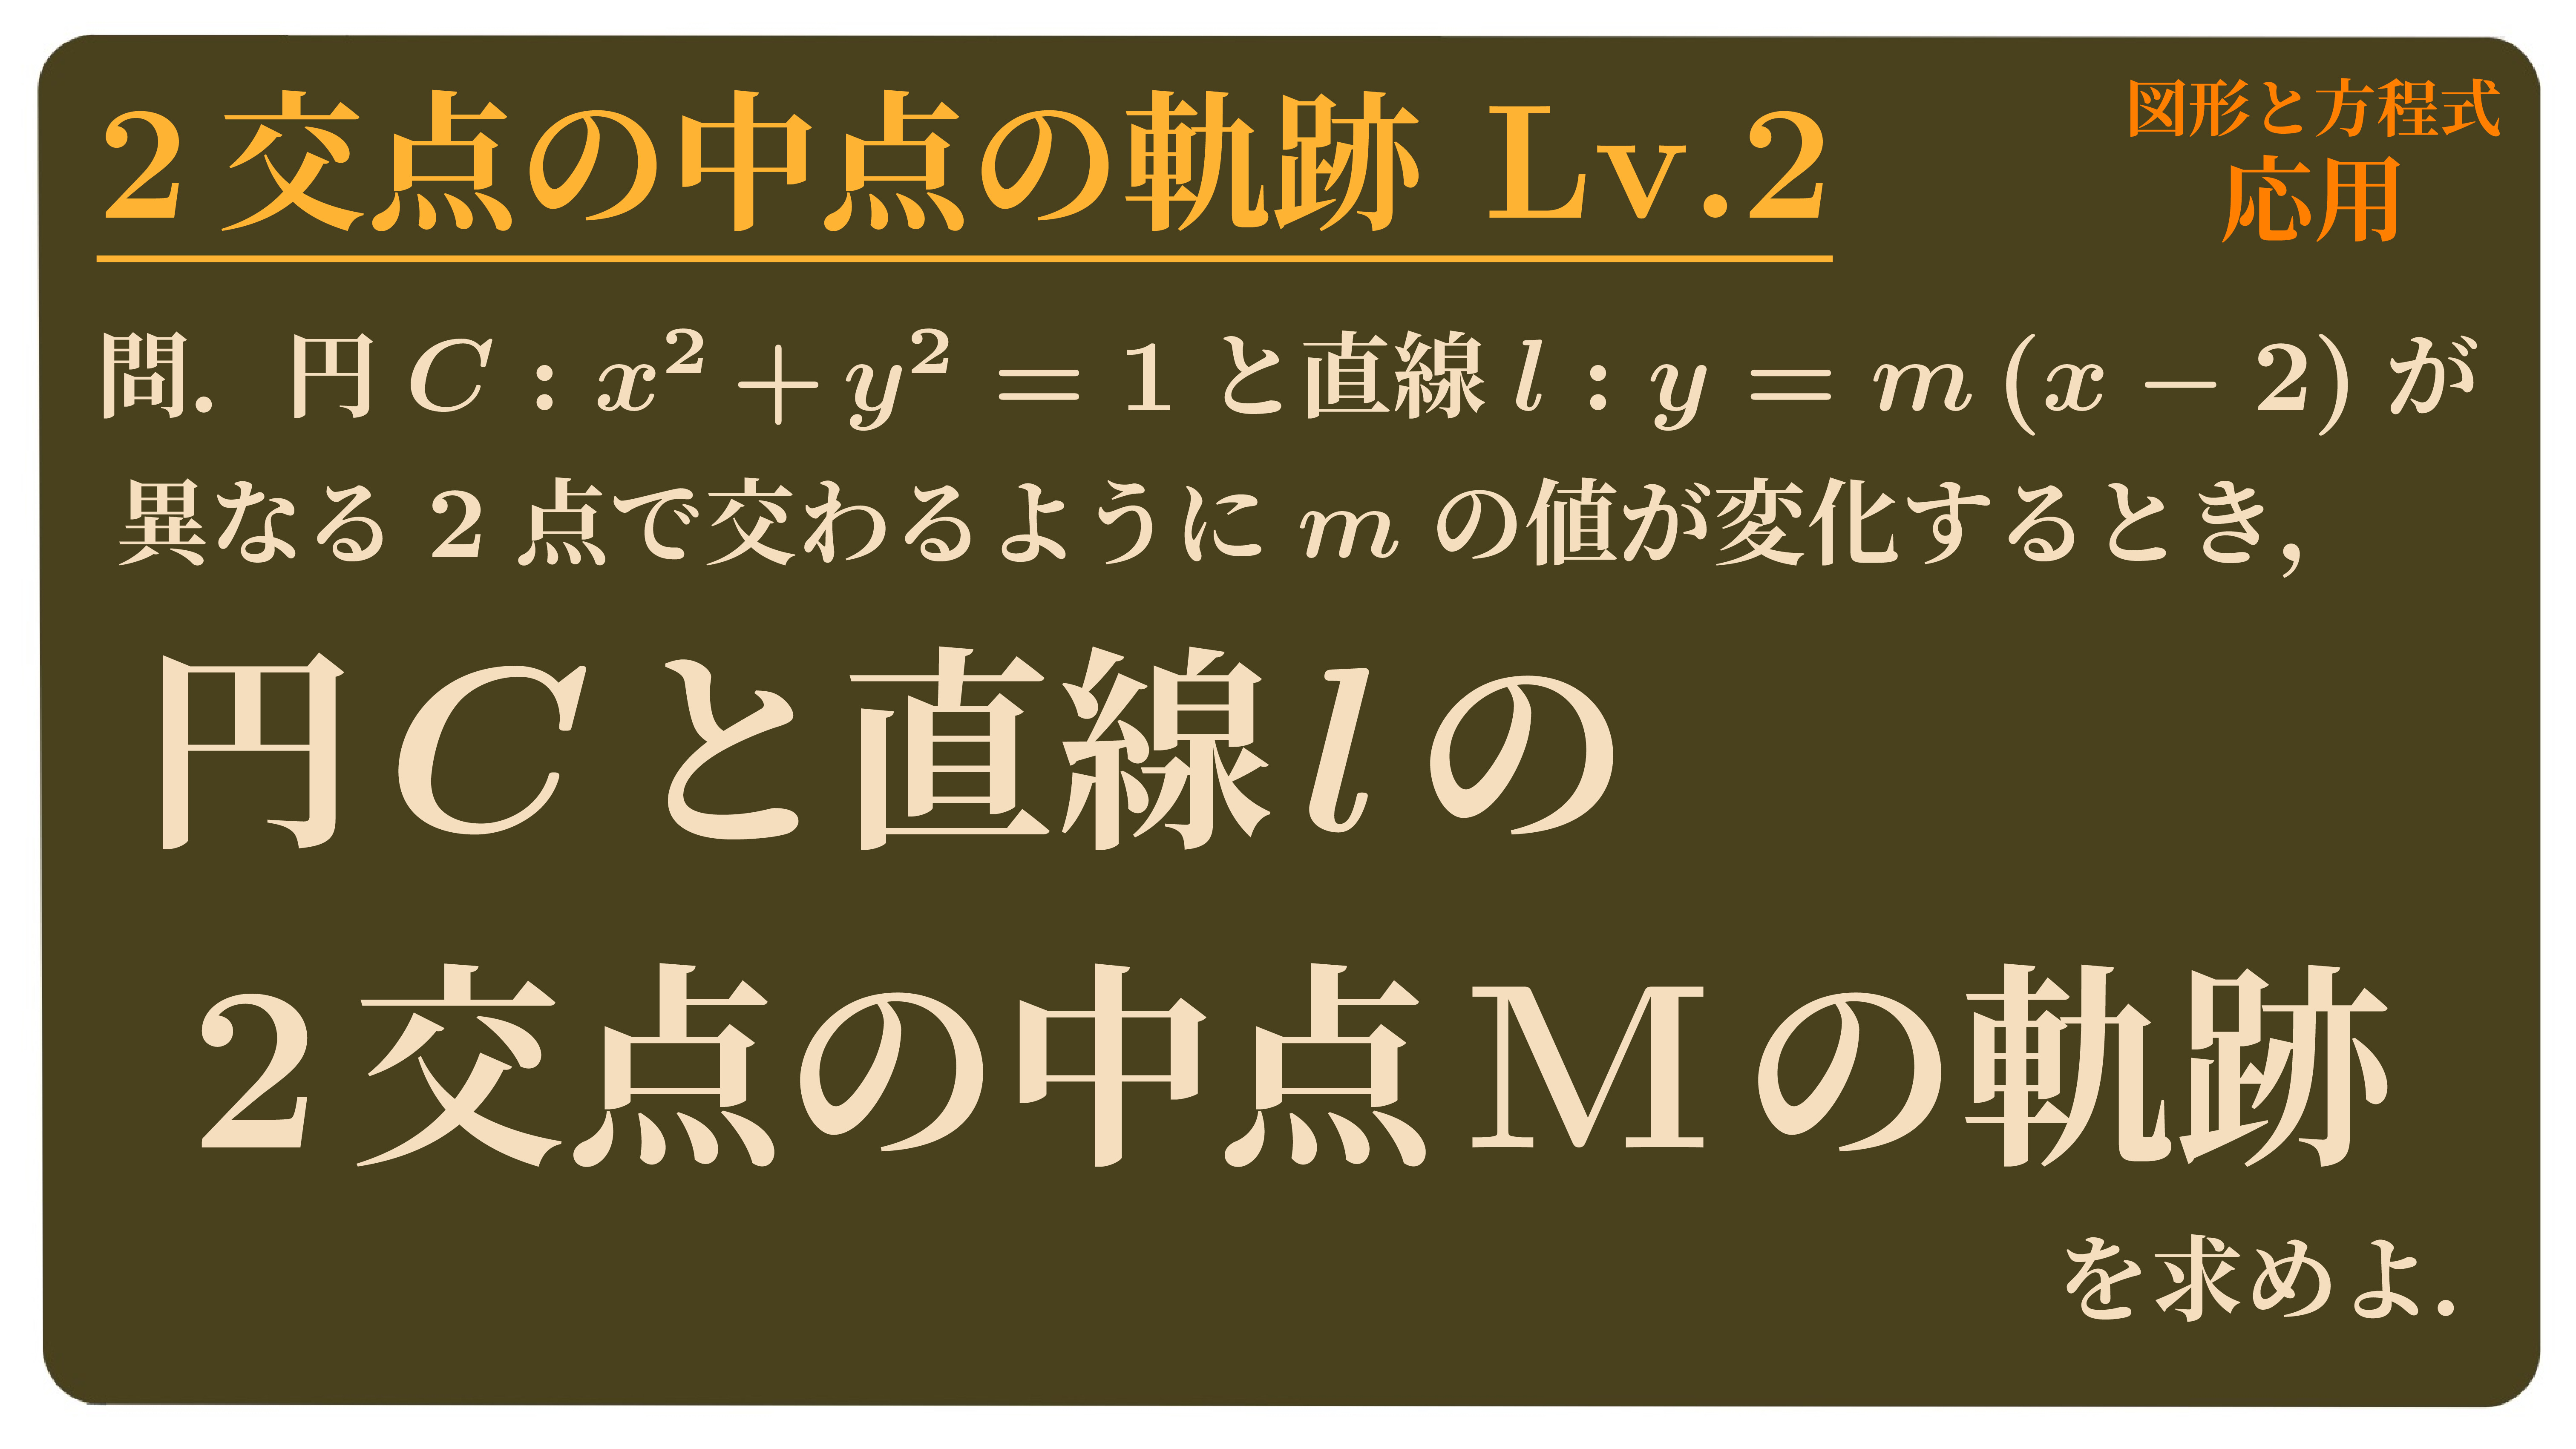 2交点の中点の軌跡 Lv.2
図形と方程式
応用
問. 円 C : x² + y² = 1 と直線 l : y = m (x − 2) が
異なる 2 点で交わるように m の値が変化するとき,
円 C と直線 l の
2交点の中点 M の軌跡
を求めよ.